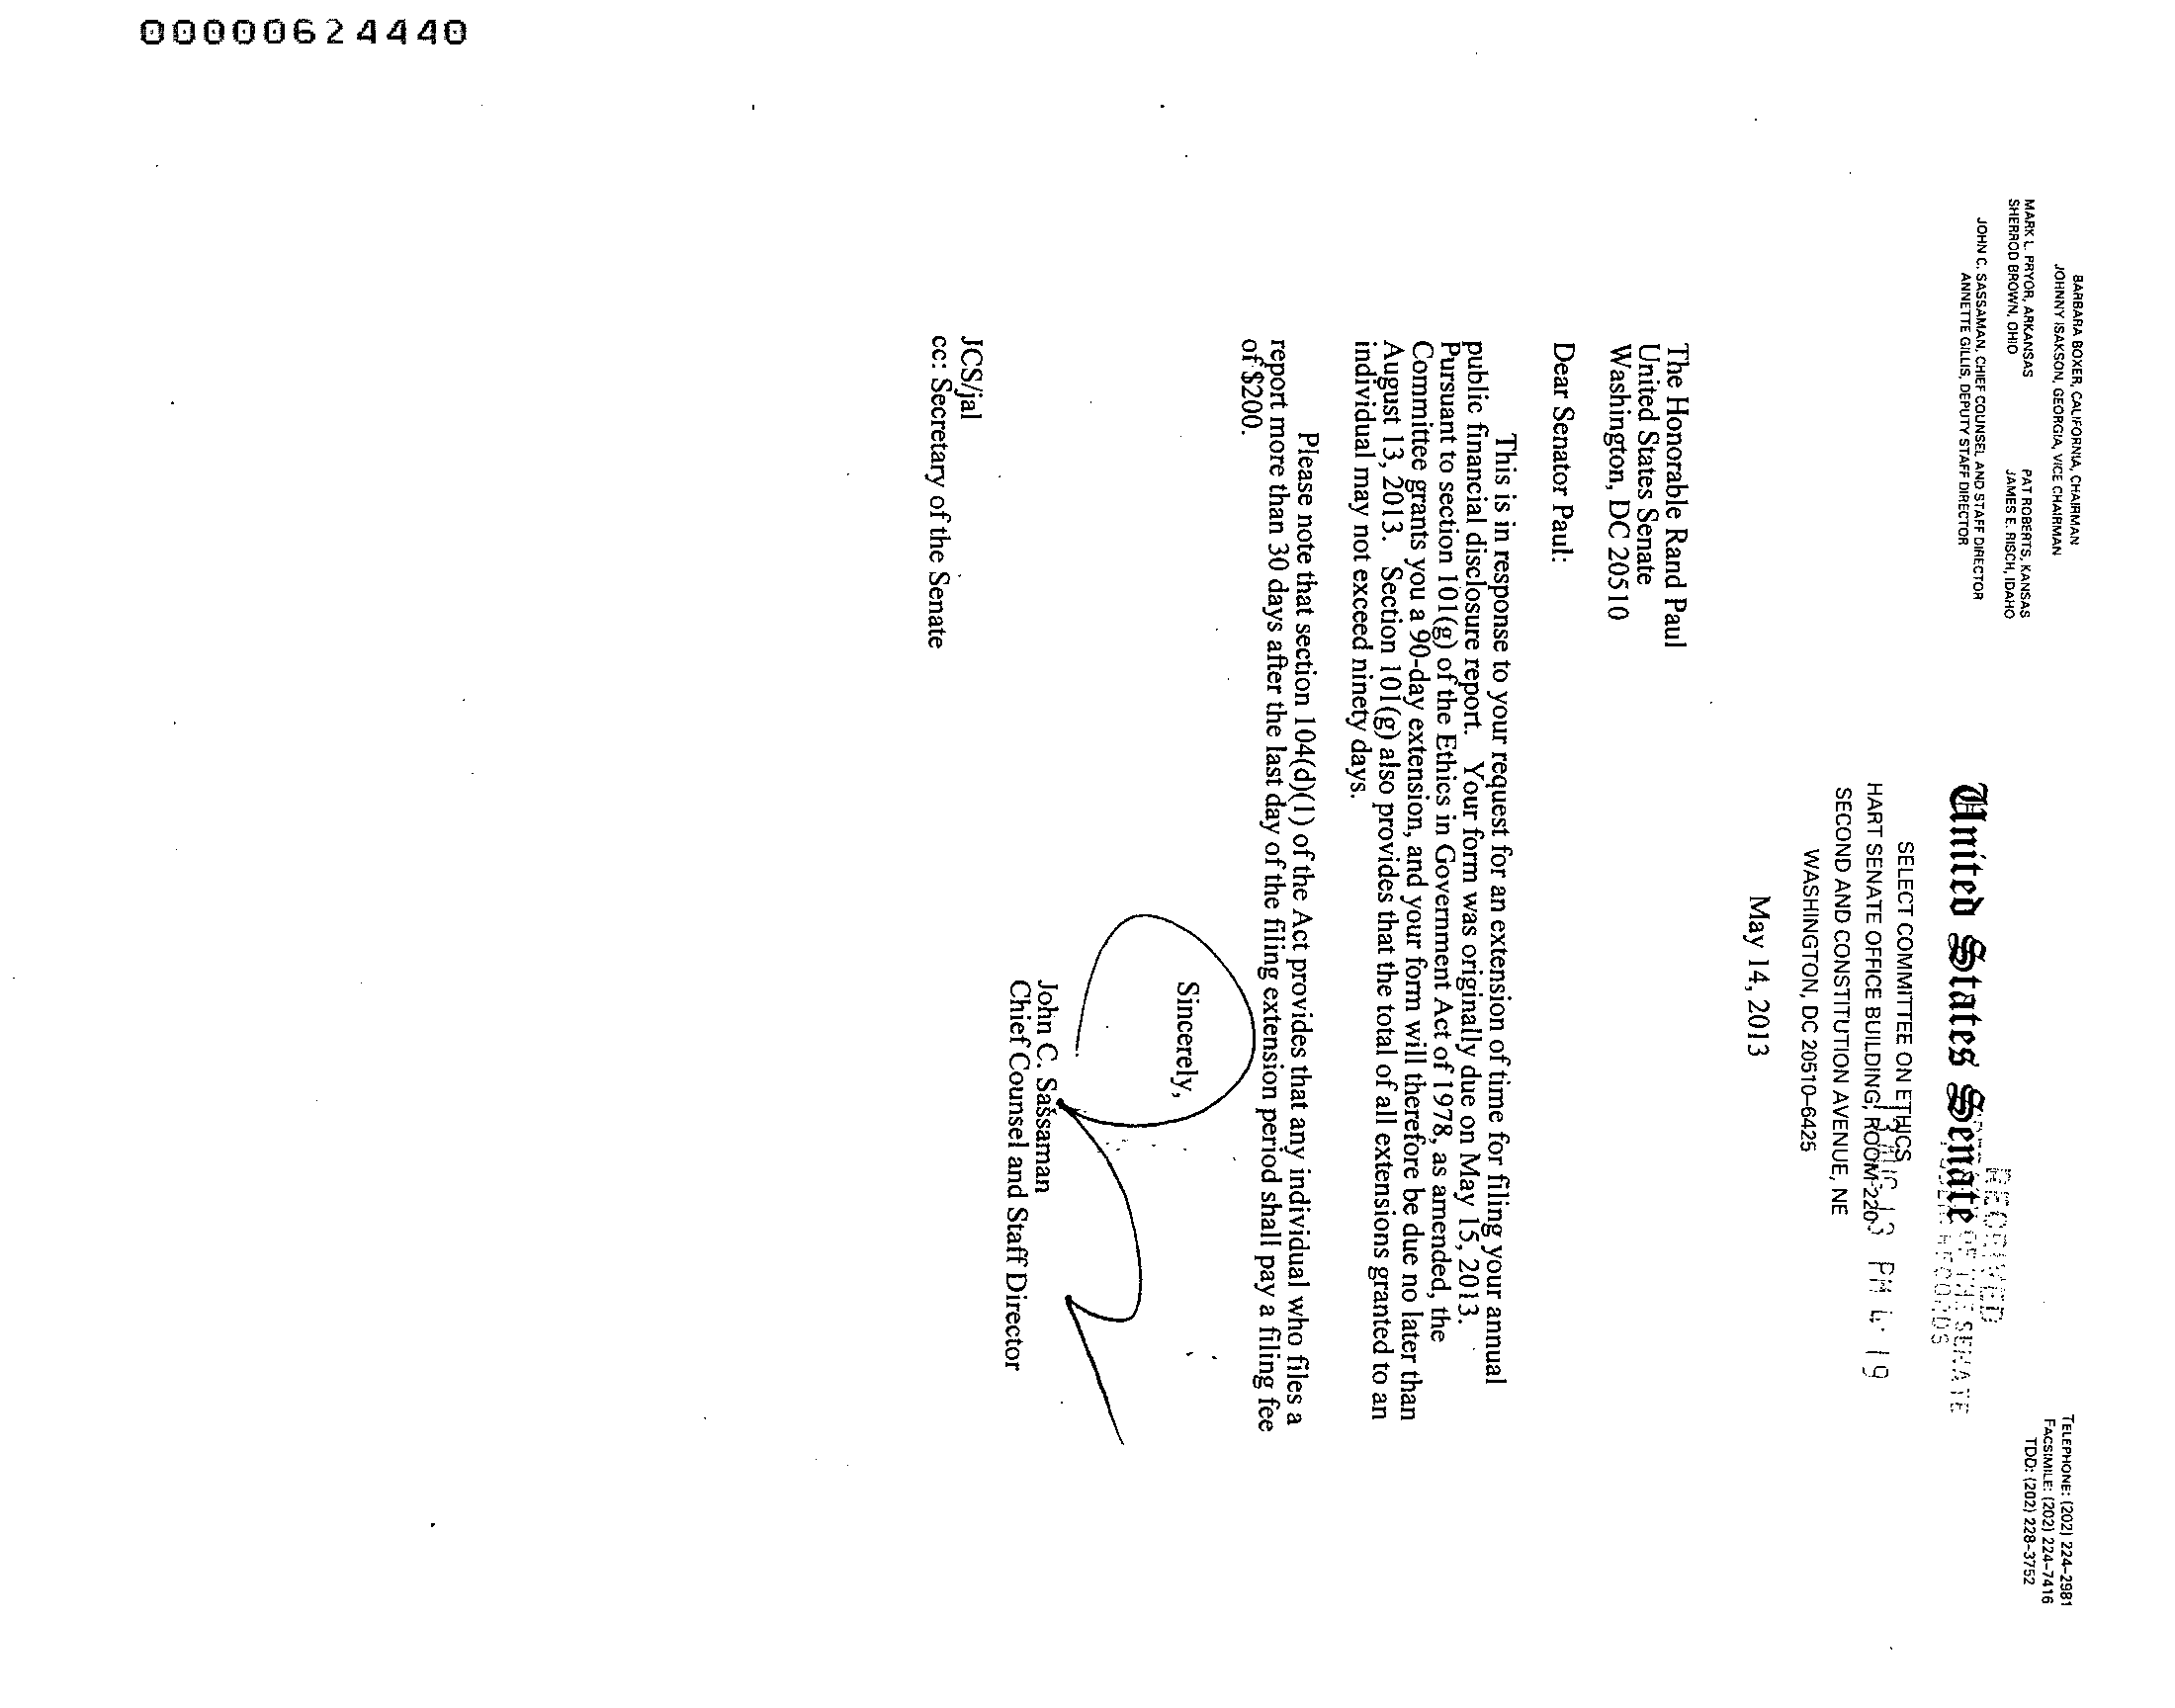 00000624440
BARBARA BOXER, CALIFORNIA, CHAIRMAN
JOHNNY ISAKSON, GEORGIA, VICE CHAIRMAN
MARK L. PRYOR, ARKANSAS PAT ROBERTS, KANSAS
SHERROD BROWN, OHIO JAMES E. RISCH, IDAHO
JOHN C. SASSAMAN, CHIEF COUNSEL AND STAFF DIRECTOR
ANNETTE GILLIS, DEPUTY STAFF DIRECTOR
TELEPHONE: (202) 224-2981
FACSIMILE: (202) 224-7416
TDD: (202) 228-3752
United States Senate
RECEIVED
OF THE SENATE
RECORDS
SELECT COMMITTEE ON ETHICS
HART SENATE OFFICE BUILDING, ROOM 220
13 PM 4: 19
SECOND AND CONSTITUTION AVENUE, NE
WASHINGTON, DC 20510-6425
May 14, 2013
The Honorable Rand Paul
United States Senate
Washington, DC 20510
Dear Senator Paul:
This is in response to your request for an extension of time for filing your annual
public financial disclosure report. Your form was originally due on May 15, 2013.
Pursuant to section 101(g) of the Ethics in Government Act of 1978, as amended, the
Committee grants you a 90-day extension, and your form will therefore be due no later than
August 13, 2013. Section 101(g) also provides that the total of all extensions granted to an
individual may not exceed ninety days.
Please note that section 104(d)(1) of the Act provides that any individual who files a
report more than 30 days after the last day of the filing extension period shall pay a filing fee
of $200.
Sincerely,
John C. Sassaman
Chief Counsel and Staff Director
JCS/jal
cc: Secretary of the Senate